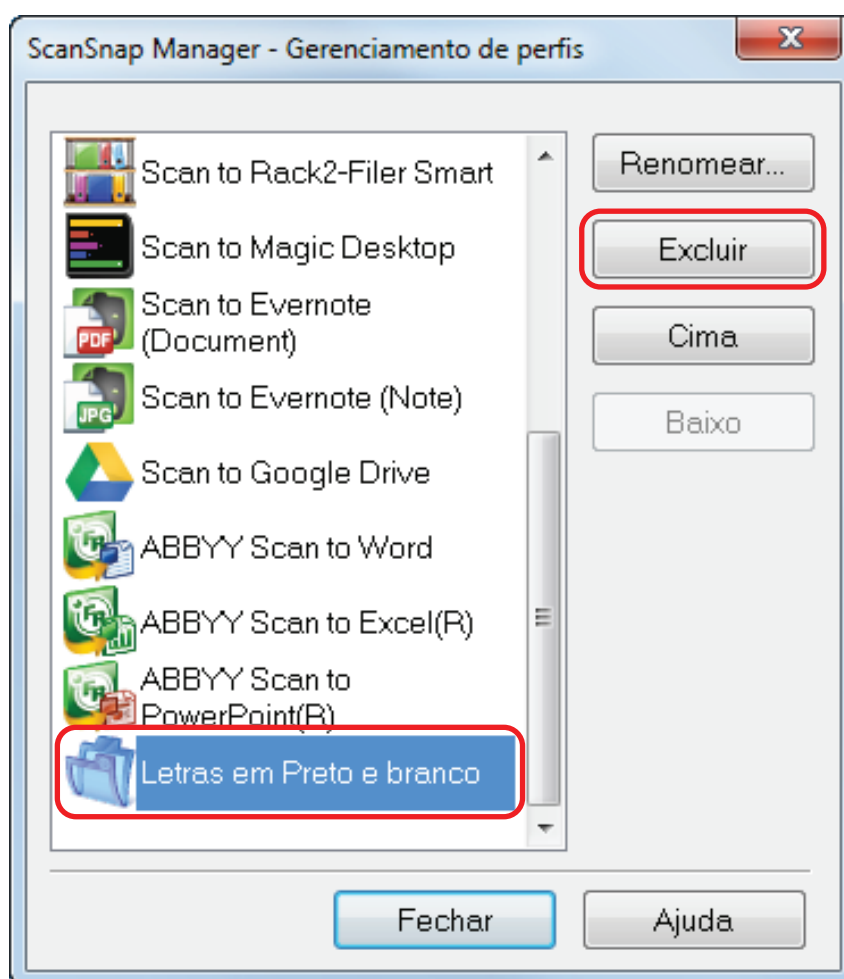 ScanSnap Manager - Gerenciamento de perfis
Scan to Rack2-Filer Smart
Scan to Magic Desktop
PDF
Scan to Evernote
(Document)
JPG
Scan to Evernote (Note)
Scan to Google Drive
ABBYY Scan to Word
ABBYY Scan to Excel(R)
ABBYY Scan to
PowerPoint(R)
Letras em Preto e branco
Renomear...
Excluir
Cima
Baixo
Fechar
Ajuda